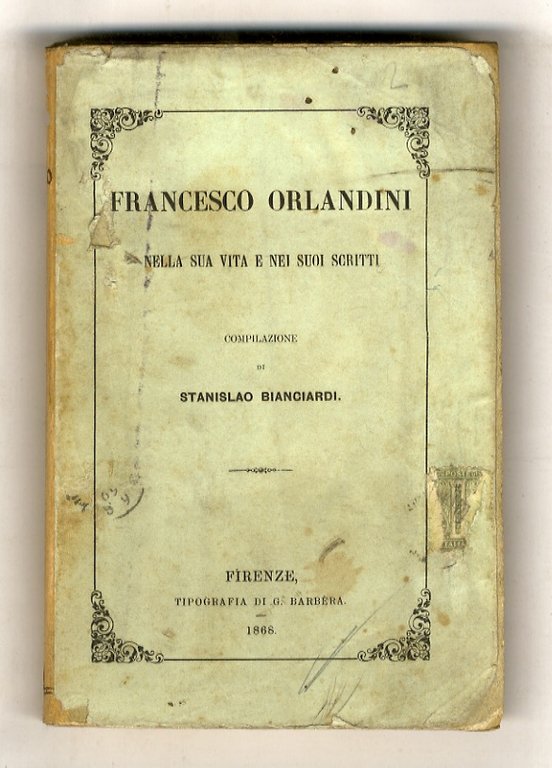 FRANCESCO ORLANDINI
NELLA SUA VITA E NEI SUOI SCRITTI
COMPILAZIONE
DI
STANISLAO BIANCIARDI.
FIRENZE,
TIPOGRAFIA DI G. BARBÈRA.
1868.